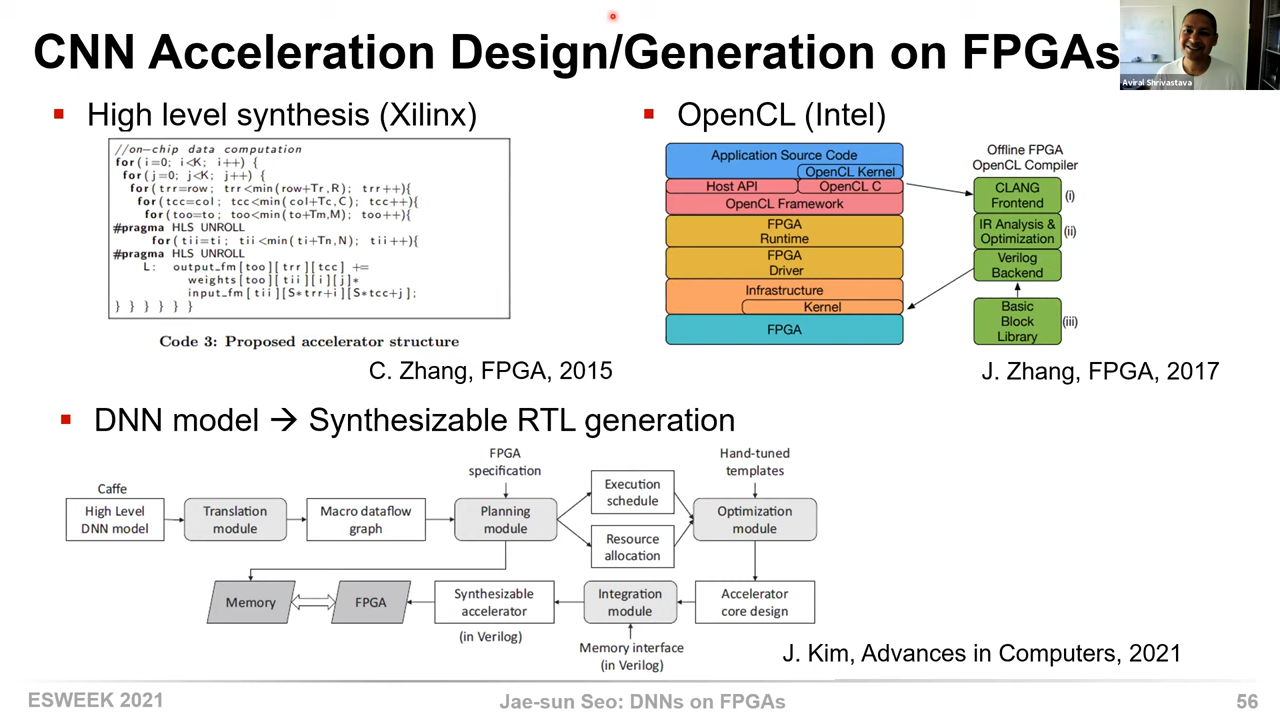 CNN Acceleration Design/Generation on FPGAs
Aviral Shrivastava
▪ High level synthesis (Xilinx)
//on-chip data computation
for(i=0; i<K; i++) {
for(j=0; j<K; j++) {
for(trr=row; trr<min(row+Tr,R); trr++){
for(tcc=col; tcc<min(col+Tc,C); tcc++){
for(too=to; too<min(to+Tm,M); too++){
#pragma HLS UNROLL
for(tii=ti; tii<min(ti+Tn,N); tii++){
#pragma HLS UNROLL
L: output_fm[too][trr][tcc] +=
weights[too][tii][i][j]*
input_fm[tii][S*trr+i][S*tcc+j];
} } } } } }
Code 3: Proposed accelerator structure
C. Zhang, FPGA, 2015
▪ OpenCL (Intel)
Application Source Code
OpenCL Kernel
Host API
OpenCL C
OpenCL Framework
FPGA
Runtime
FPGA
Driver
Infrastructure
Kernel
FPGA
Offline FPGA
OpenCL Compiler
CLANG
Frontend
(i)
IR Analysis &
Optimization
(ii)
Verilog
Backend
Basic
Block
Library
(iii)
J. Zhang, FPGA, 2017
▪ DNN model → Synthesizable RTL generation
Caffe
High Level
DNN model
Translation
module
Macro dataflow
graph
FPGA
specification
Planning
module
Execution
schedule
Resource
allocation
Hand-tuned
templates
Optimization
module
Memory
FPGA
Synthesizable
accelerator
(in Verilog)
Integration
module
Memory interface
(in Verilog)
Accelerator
core design
J. Kim, Advances in Computers, 2021
ESWEEK 2021
Jae-sun Seo: DNNs on FPGAs
56